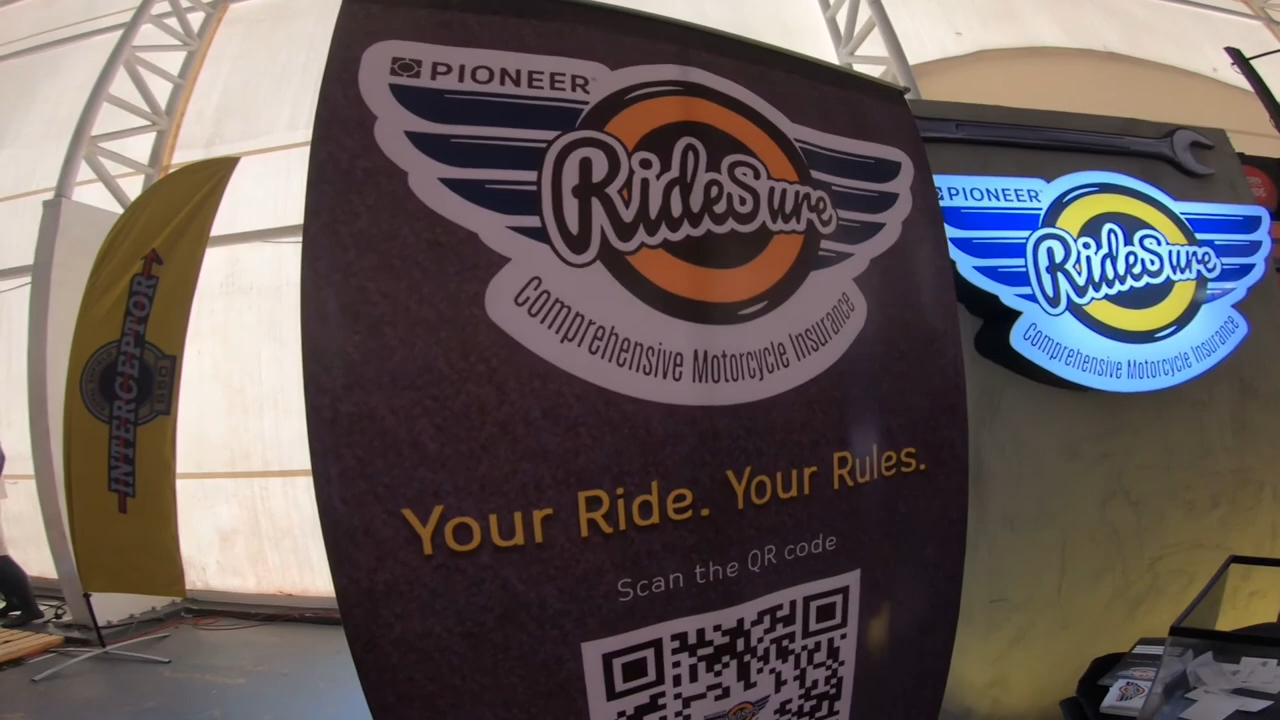 PIONEER
RideSure
Comprehensive Motorcycle Insurance
Your Ride. Your Rules.
Scan the QR code
PIONEER
RideSure
Comprehensive Motorcycle Insurance
INTERCEPTOR
650